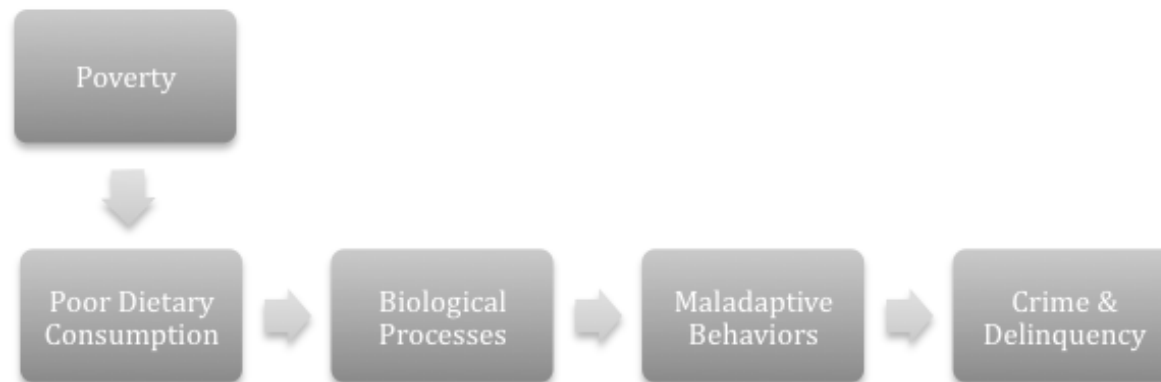 Poverty
Poor Dietary
Consumption
Biological
Processes
Maladaptive
Behaviors
Crime &
Delinquency